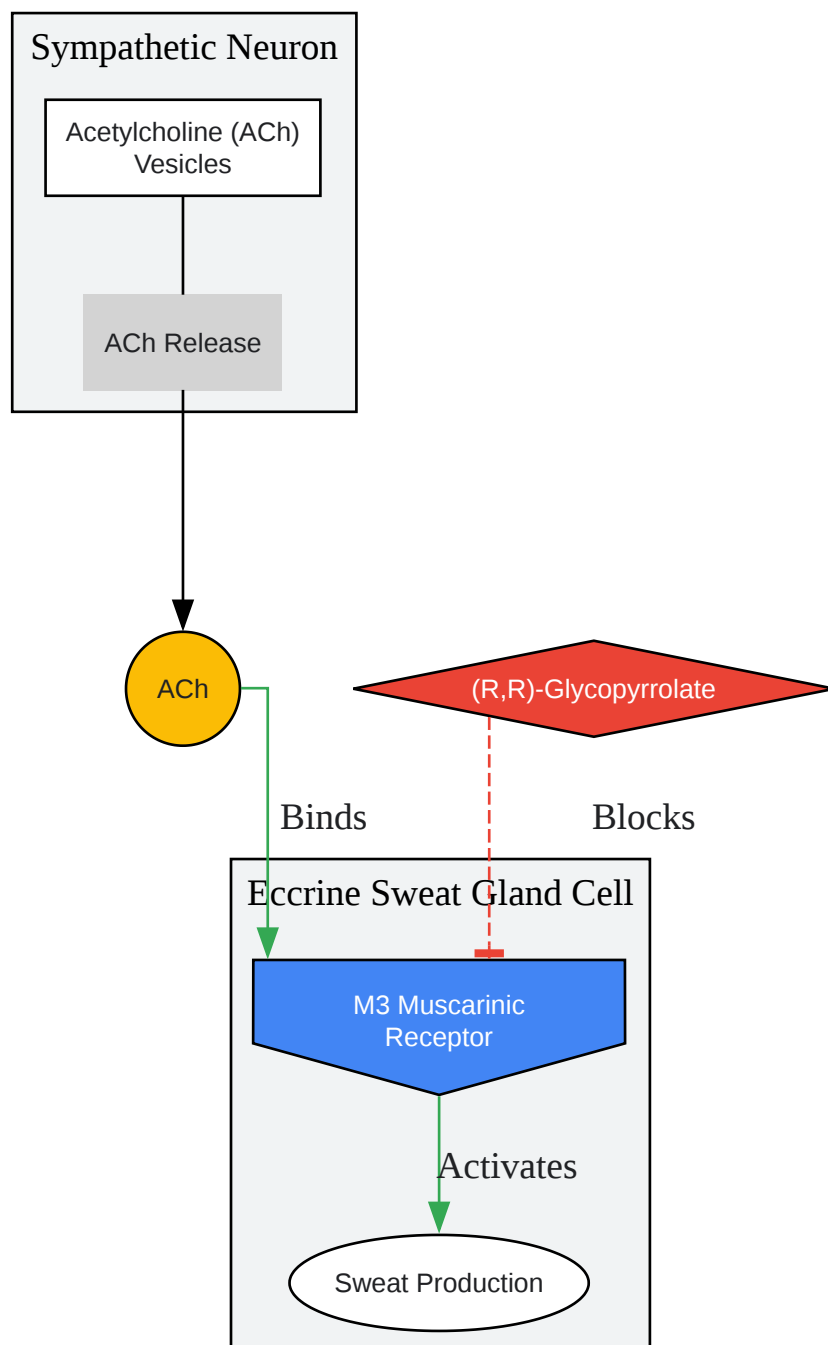 Sympathetic Neuron
Acetylcholine (ACh)
Vesicles
ACh Release
ACh
(R,R)-Glycopyrrolate
Binds
Blocks
Eccrine Sweat Gland Cell
M3 Muscarinic
Receptor
Activates
Sweat Production